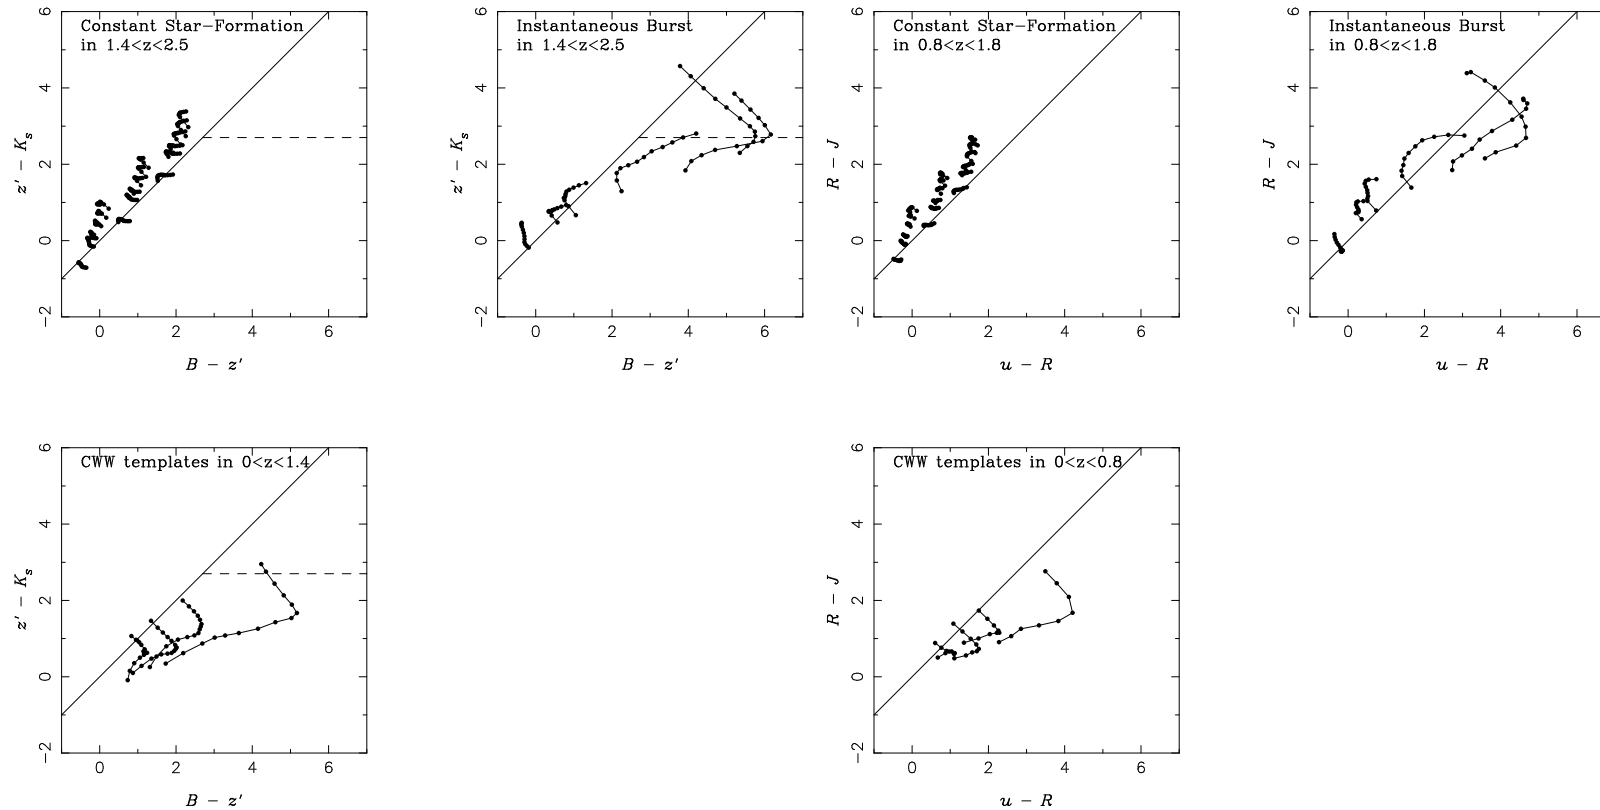 Constant Star-Formation
in 1.4<z<2.5
6
4
2
0
-2
0 2 4 6
z' - Ks
B - z'
Instantaneous Burst
in 1.4<z<2.5
6
4
2
0
-2
0 2 4 6
z' - Ks
B - z'
Constant Star-Formation
in 0.8<z<1.8
6
4
2
0
-2
0 2 4 6
R - J
u - R
Instantaneous Burst
in 0.8<z<1.8
6
4
2
0
-2
0 2 4 6
R - J
u - R
CWW templates in 0<z<1.4
6
4
2
0
-2
0 2 4 6
z' - Ks
B - z'
CWW templates in 0<z<0.8
6
4
2
0
-2
0 2 4 6
R - J
u - R